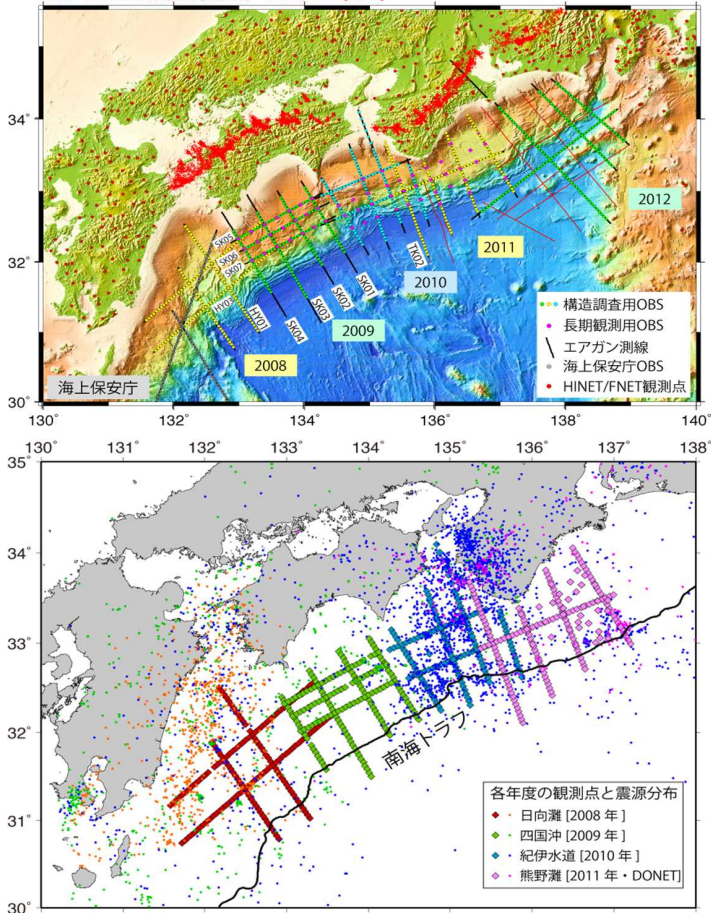 132° 134° 136° 138° 140°
34°
32°
30°
130° 132° 134° 136° 138° 140°
SK05
SK06
SK07
HY03
HY01
SK04
SK03
SK02
SK01
TK02
2008
2009
2010
2011
2012
海上保安庁
構造調査用OBS
長期観測用OBS
エアガン測線
海上保安庁OBS
HINET/FNET観測点
130° 131° 132° 133° 134° 135° 136° 137° 138°
35°
34°
33°
32°
31°
30°
南海トラフ
各年度の観測点と震源分布
日向灘 [2008 年 ]
四国沖 [2009 年 ]
紀伊水道 [2010 年 ]
熊野灘 [2011 年・DONET]